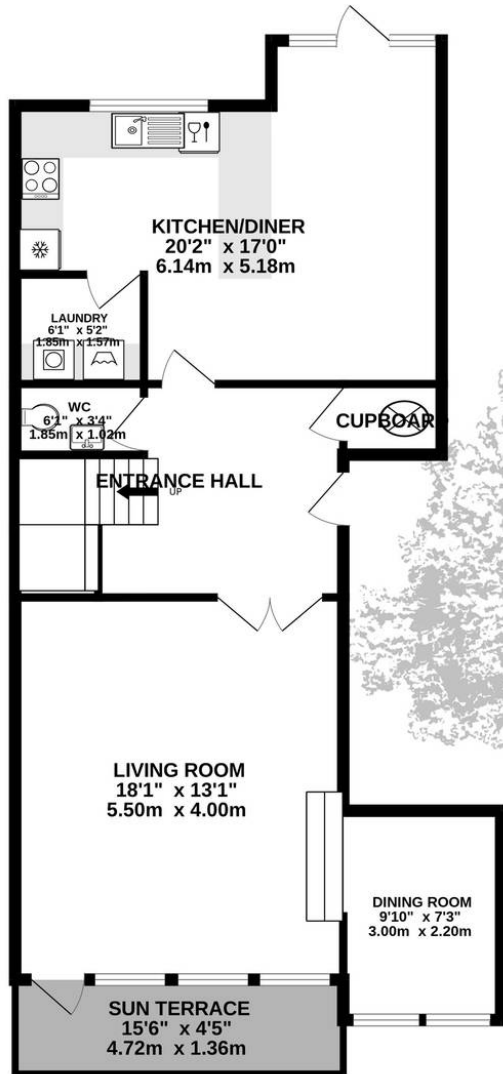 KITCHEN/DINER
20'2" x 17'0"
6.14m x 5.18m
LAUNDRY
6'1" x 5'2"
1.85m x 1.57m
WC
6'1" x 3'4"
1.85m x 1.02m
CUPBOARD
ENTRANCE HALL
UP
LIVING ROOM
18'1" x 13'1"
5.50m x 4.00m
DINING ROOM
9'10" x 7'3"
3.00m x 2.20m
SUN TERRACE
15'6" x 4'5"
4.72m x 1.36m